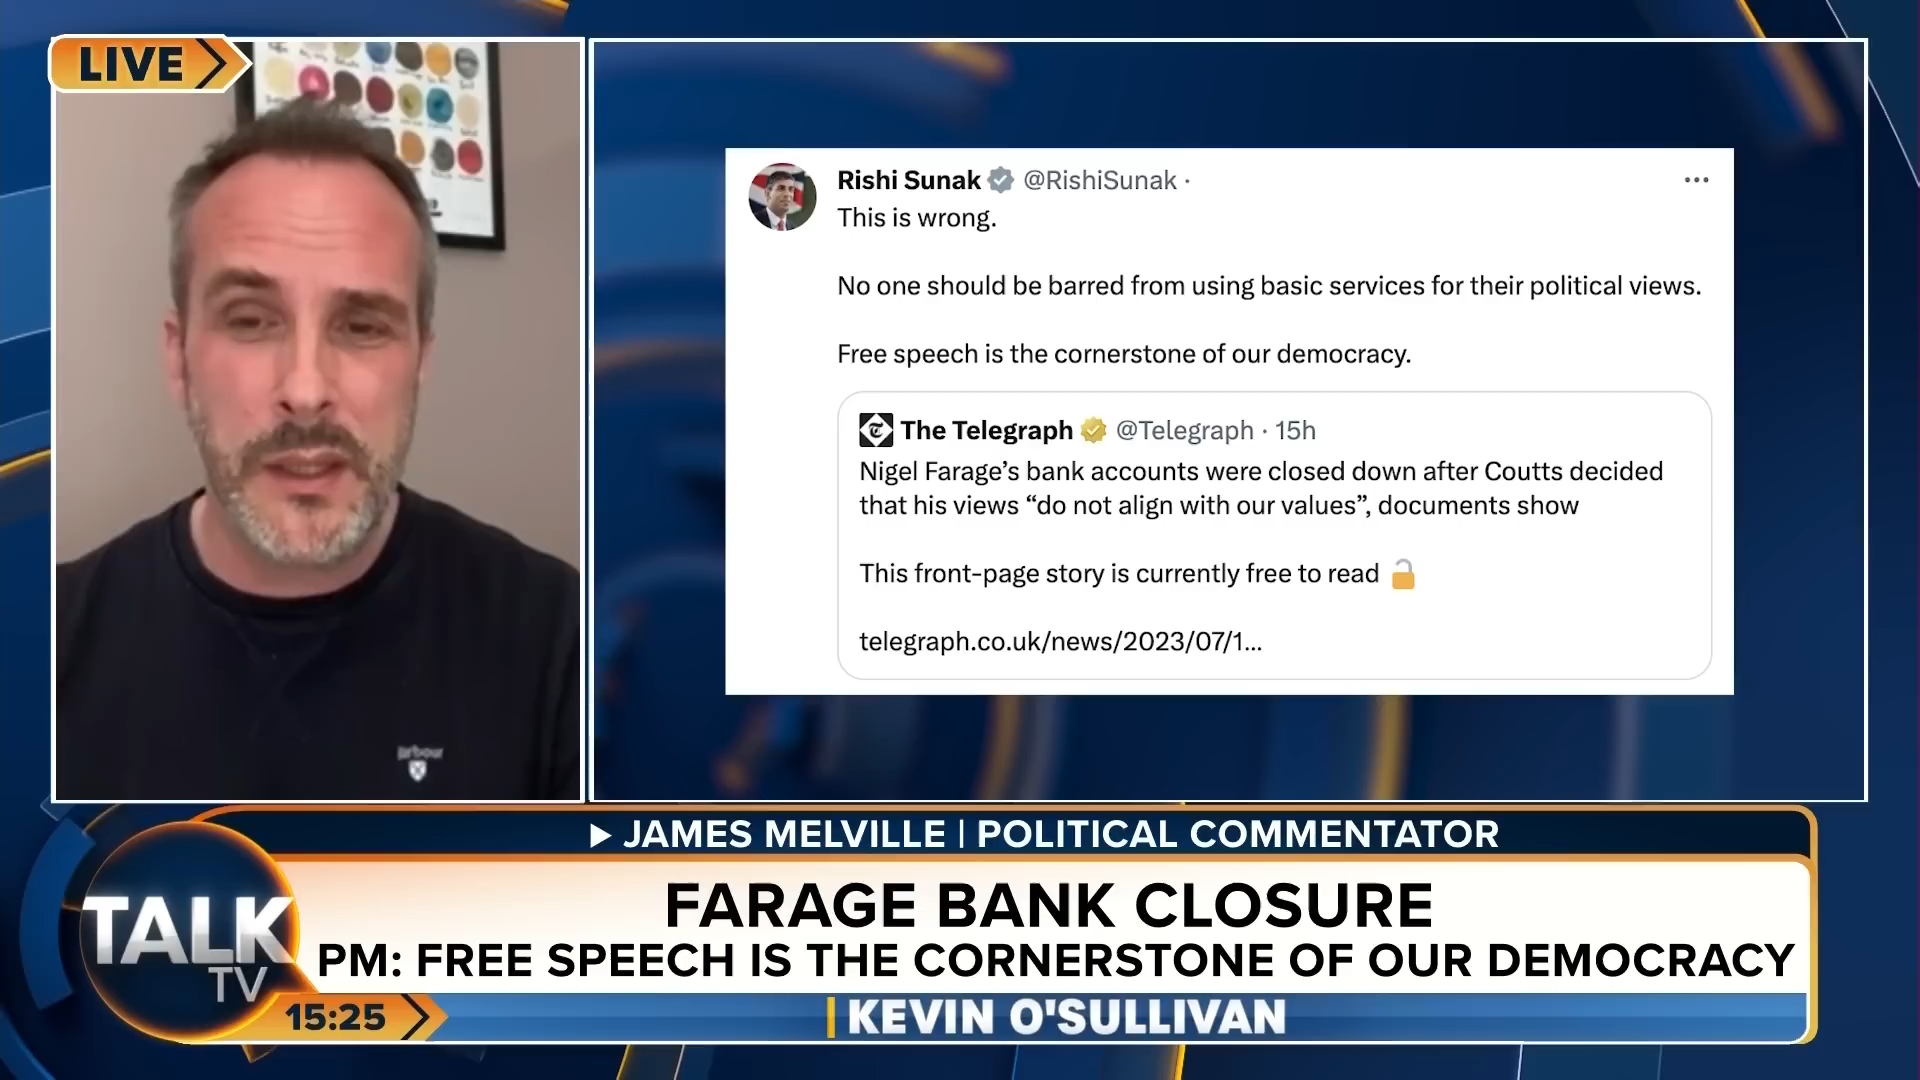 LIVE
Rishi Sunak @RishiSunak ·
This is wrong.
No one should be barred from using basic services for their political views.
Free speech is the cornerstone of our democracy.
The Telegraph @Telegraph · 15h
Nigel Farage’s bank accounts were closed down after Coutts decided
that his views “do not align with our values”, documents show
This front-page story is currently free to read
telegraph.co.uk/news/2023/07/1...
Barbour
JAMES MELVILLE | POLITICAL COMMENTATOR
FARAGE BANK CLOSURE
PM: FREE SPEECH IS THE CORNERSTONE OF OUR DEMOCRACY
TALK
TV
15:25
KEVIN O'SULLIVAN